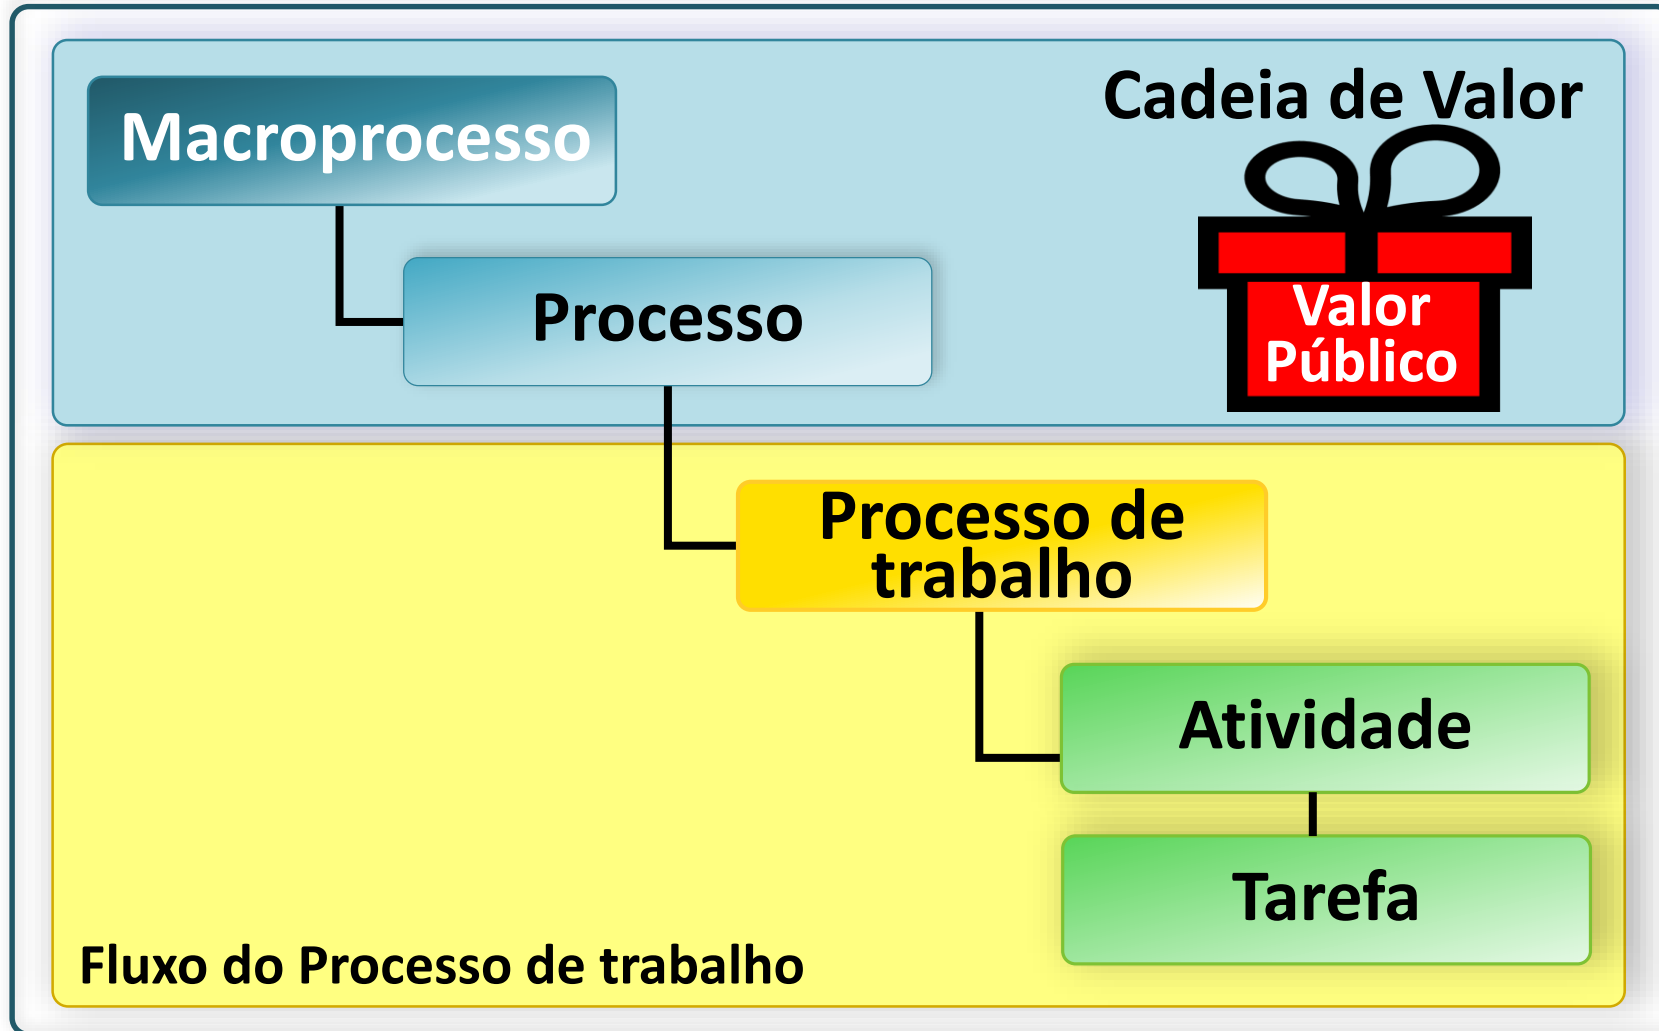 Cadeia de Valor
Macroprocesso
Processo
Valor
Público
Processo de
trabalho
Atividade
Tarefa
Fluxo do Processo de trabalho